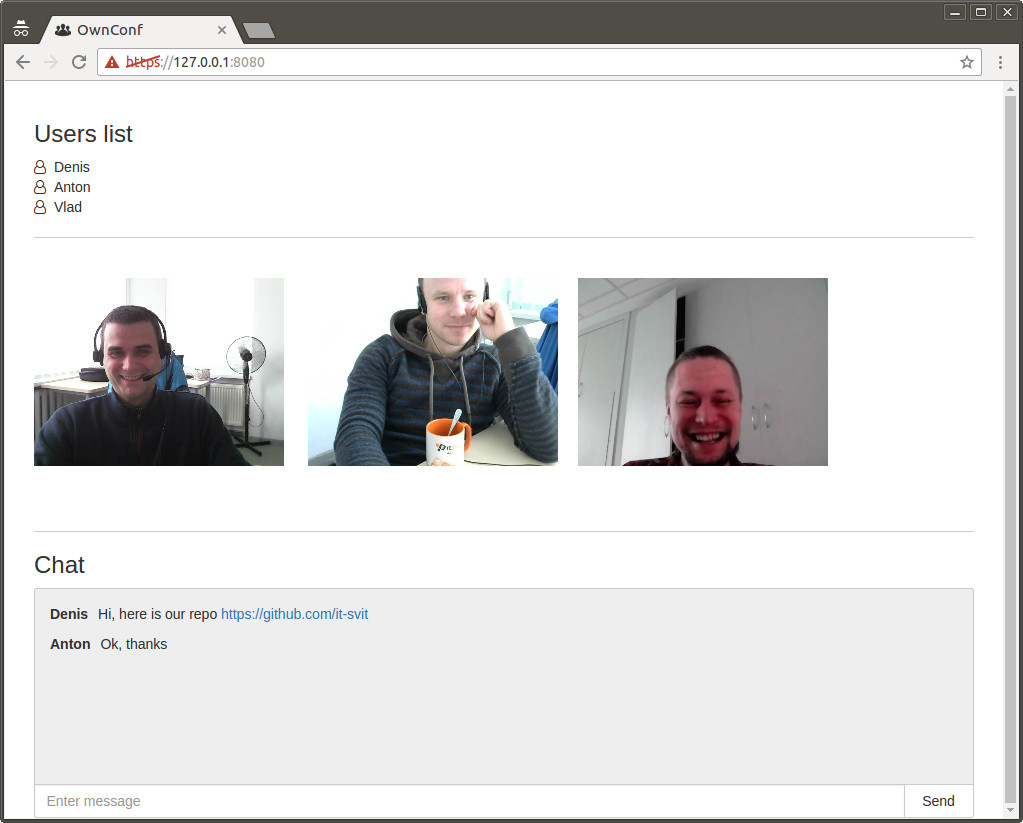 OwnConf
https://127.0.0.1:8080
Users list
Denis
Anton
Vlad
Chat
Denis Hi, here is our repo https://github.com/it-svit
Anton Ok, thanks
Enter message
Send